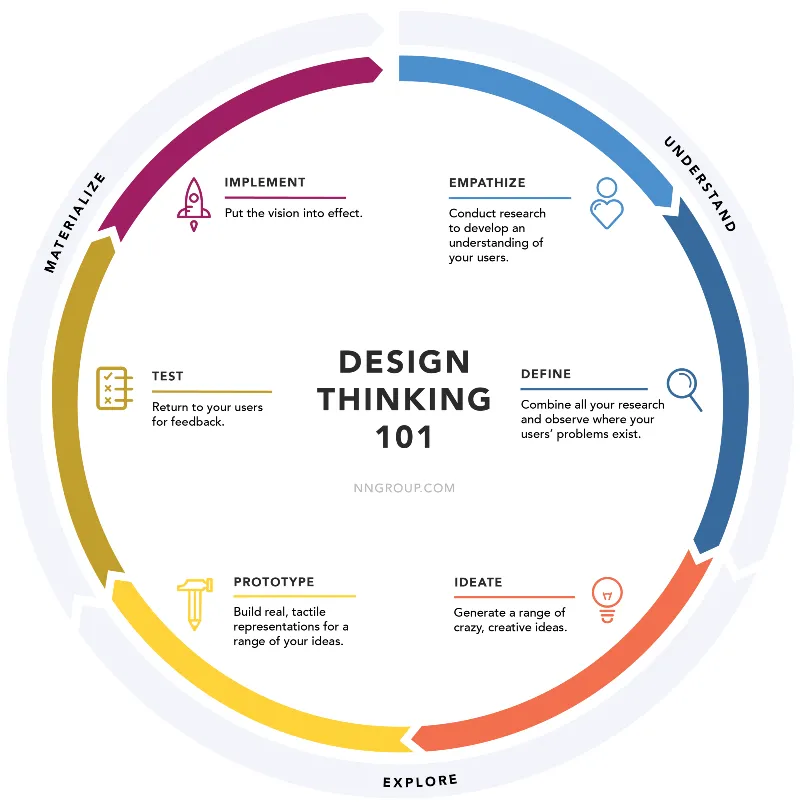 DESIGN
THINKING
101
NNGROUP.COM
UNDERSTAND
EMPATHIZE
Conduct research
to develop an
understanding of
your users.
DEFINE
Combine all your research
and observe where your
users’ problems exist.
EXPLORE
IDEATE
Generate a range of
crazy, creative ideas.
PROTOTYPE
Build real, tactile
representations for a
range of your ideas.
MATERIALIZE
TEST
Return to your users
for feedback.
IMPLEMENT
Put the vision into effect.